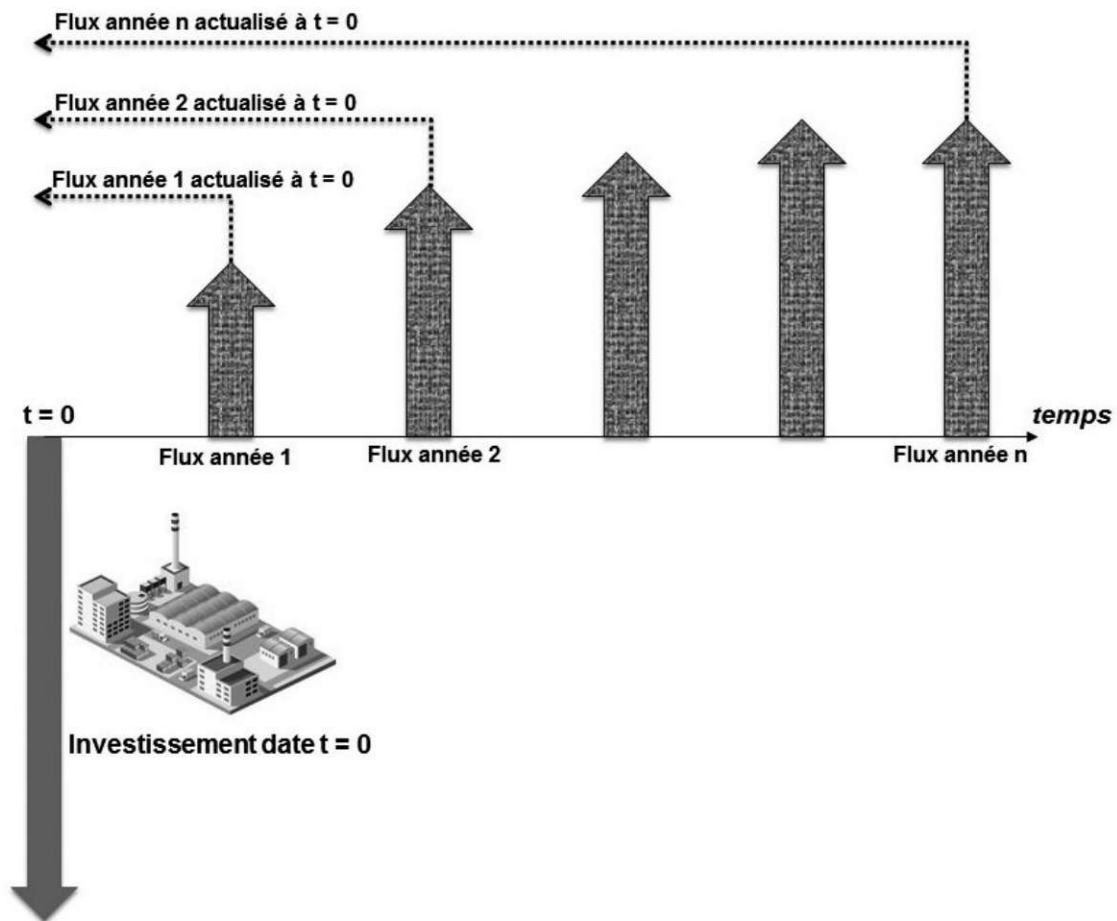 Flux année n actualisé à t = 0
Flux année 2 actualisé à t = 0
Flux année 1 actualisé à t = 0
t = 0
temps
Flux année 1
Flux année 2
Flux année n
Investissement date t = 0